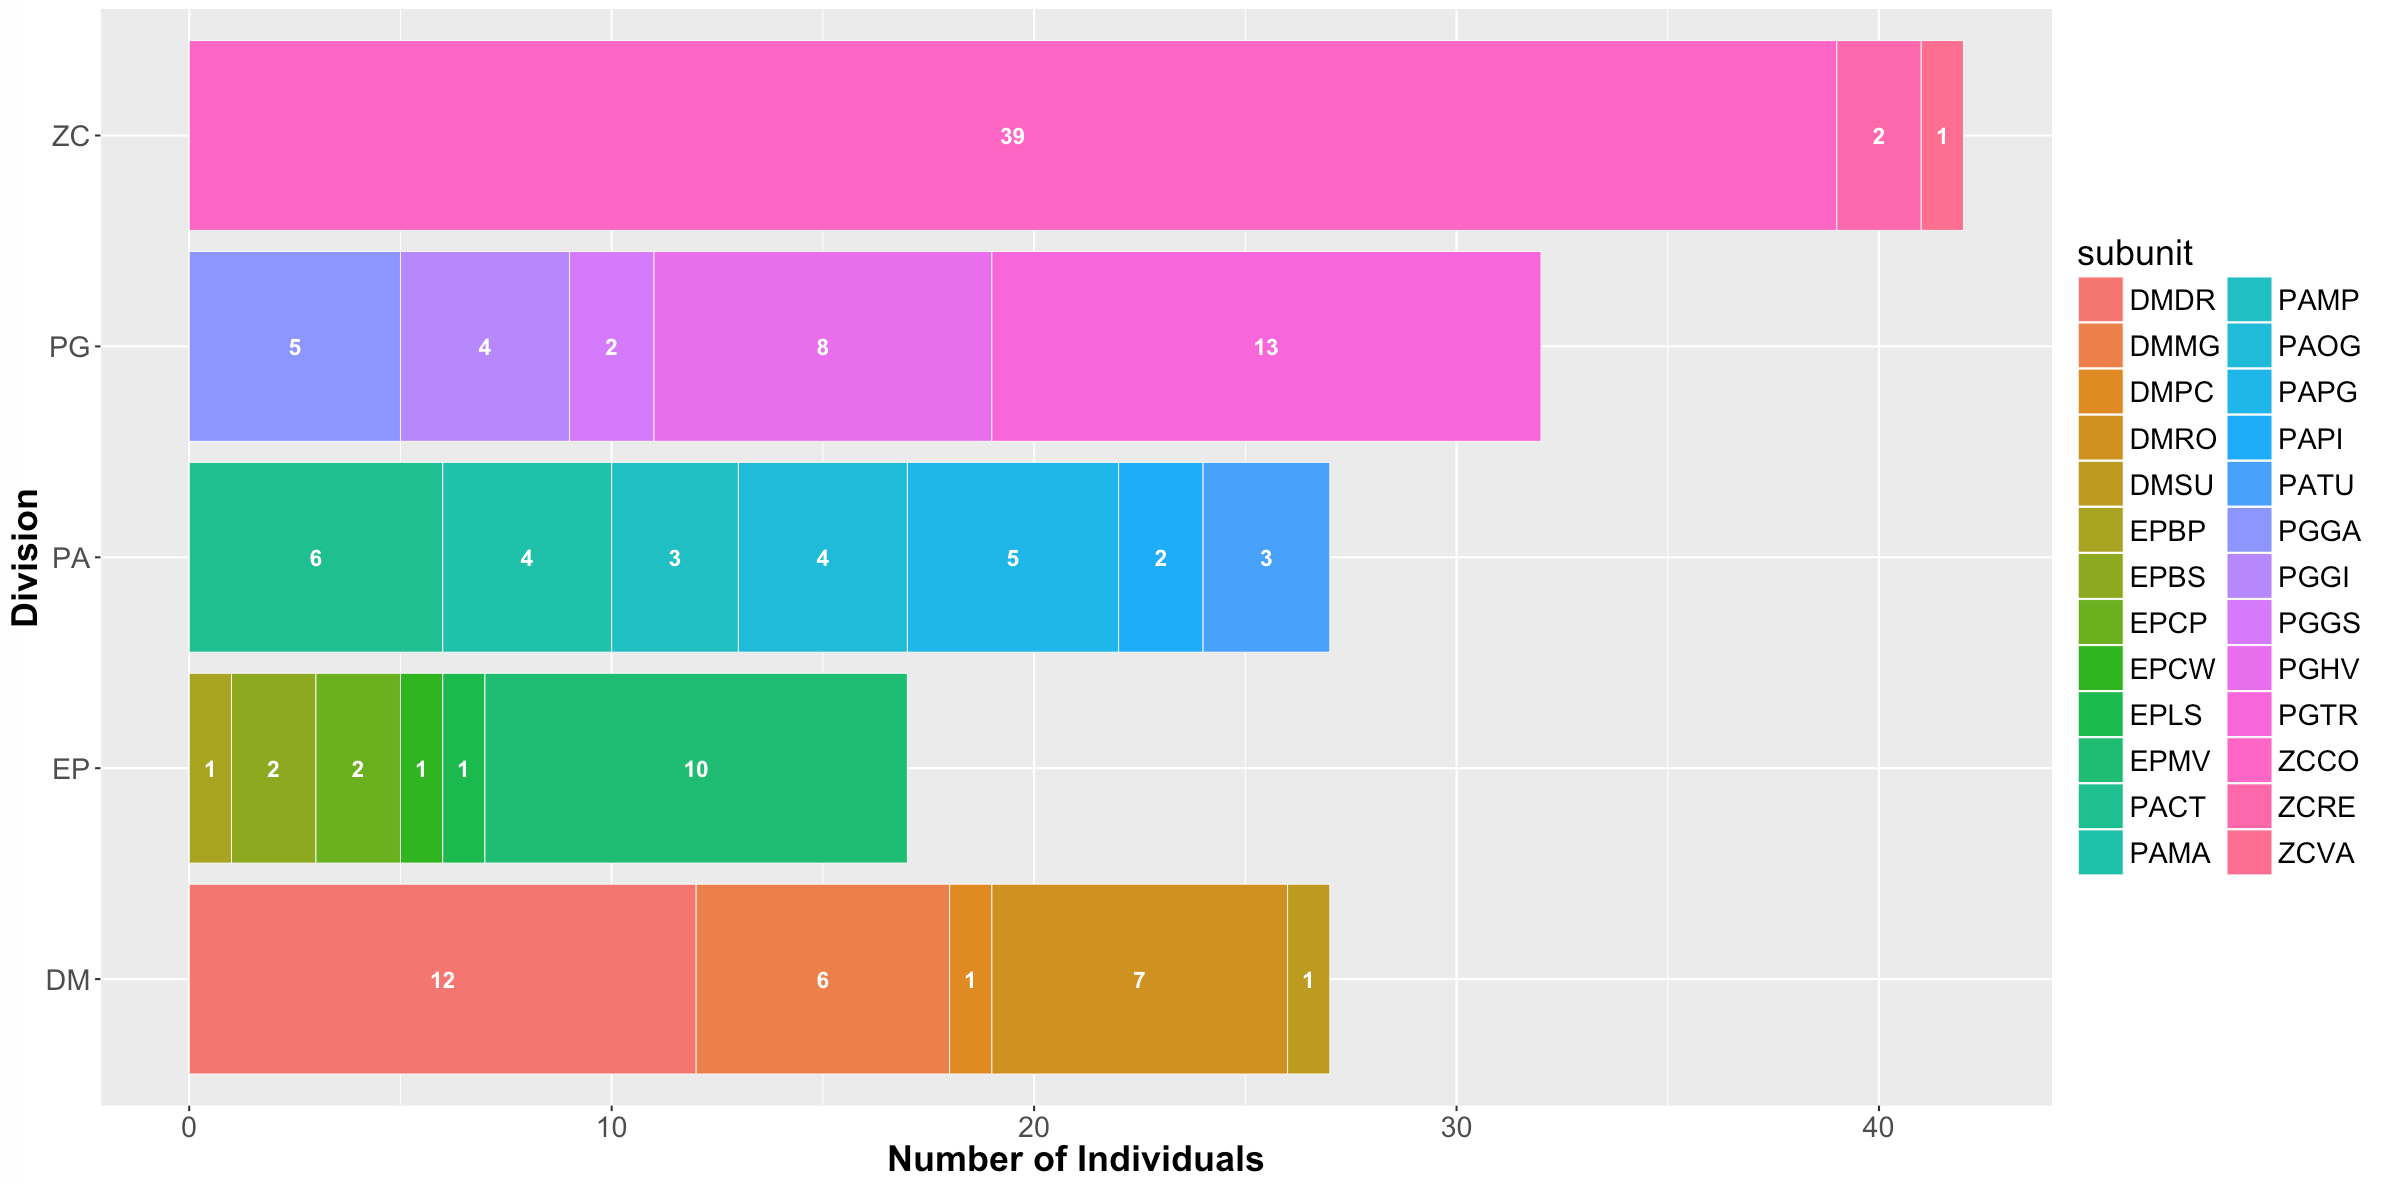 ZC
39
2
1
PG
5
4
2
8
13
PA
6
4
3
4
5
2
3
EP
1
2
2
1
1
10
DM
12
6
1
7
1
Division
0
10
20
30
40
Number of Individuals
subunit
DMDR
DMMG
DMPC
DMRO
DMSU
EPBP
EPBS
EPCP
EPCW
EPLS
EPMV
PACT
PAMA
PAMP
PAOG
PAPG
PAPI
PATU
PGGA
PGGI
PGGS
PGHV
PGTR
ZCCO
ZCRE
ZCVA